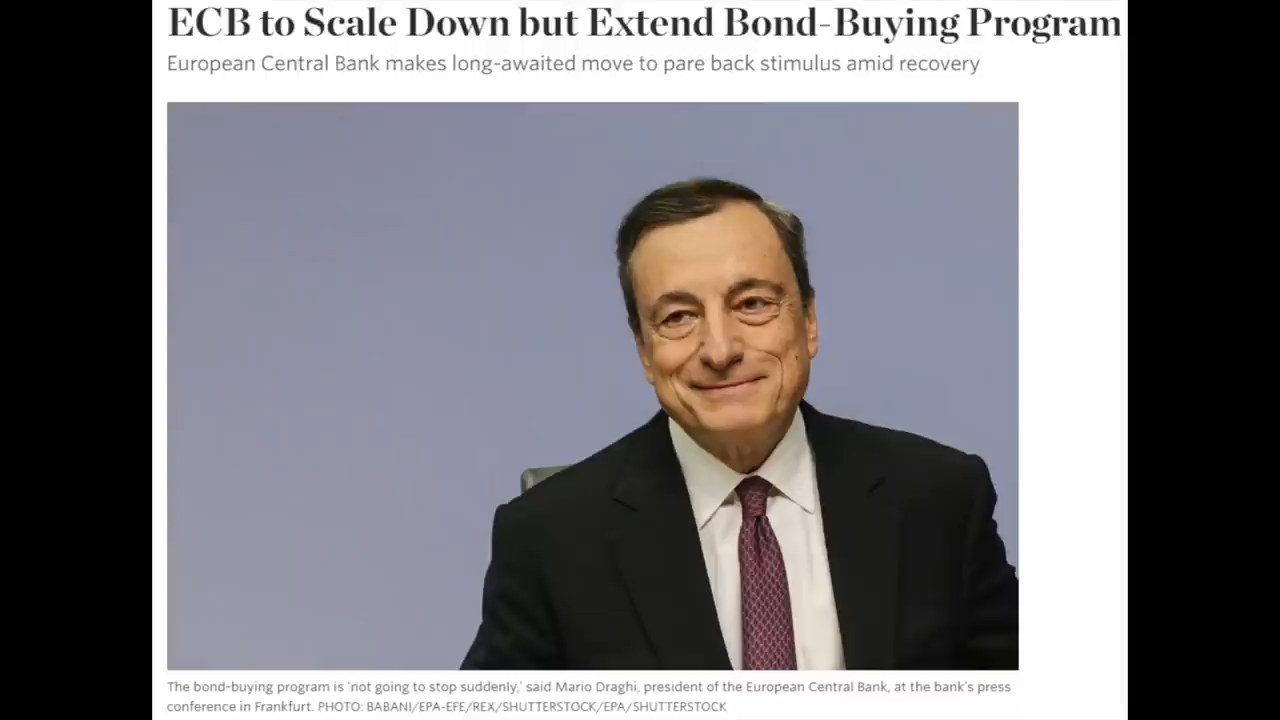 ECB to Scale Down but Extend Bond-Buying Program
European Central Bank makes long-awaited move to pare back stimulus amid recovery
The bond-buying program is ‘not going to stop suddenly,’ said Mario Draghi, president of the European Central Bank, at the bank’s press
conference in Frankfurt. PHOTO: BABANI/EPA-EFE/REX/SHUTTERSTOCK/EPA/SHUTTERSTOCK